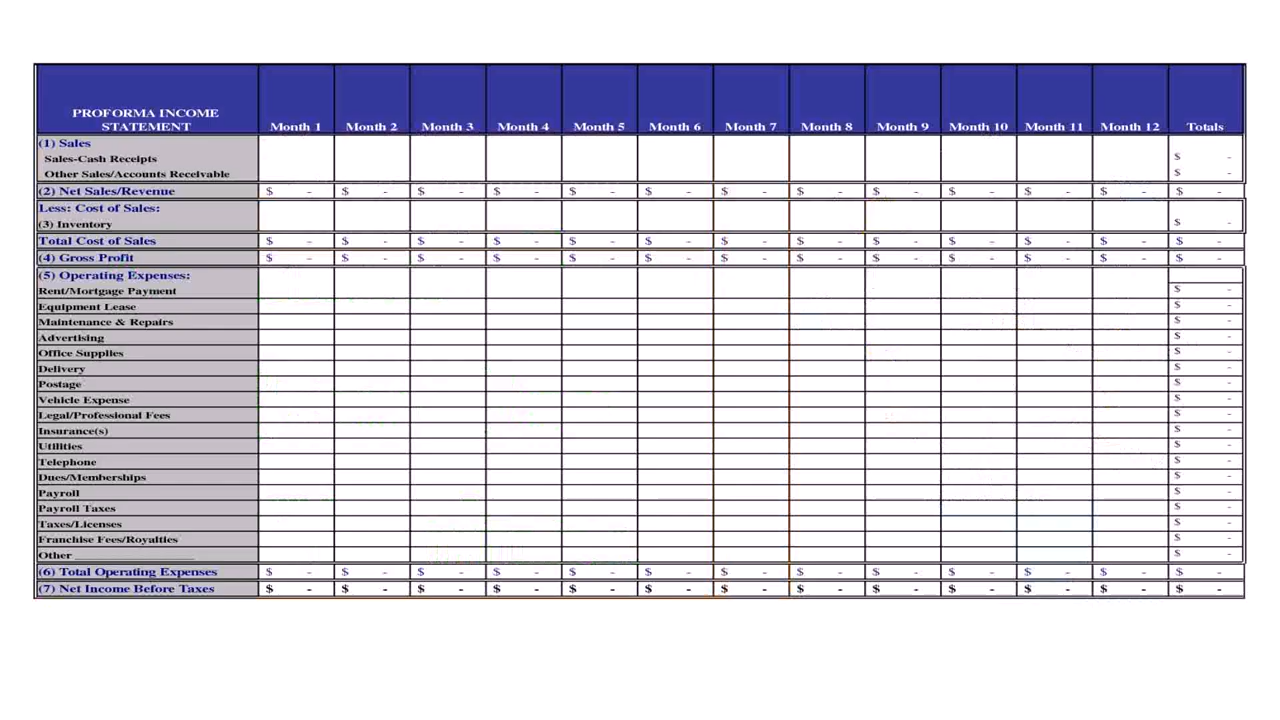 PROFORMA INCOME
STATEMENT Month 1 Month 2 Month 3 Month 4 Month 5 Month 6 Month 7 Month 8 Month 9 Month 10 Month 11 Month 12 Totals
(1) Sales
Sales-Cash Receipts $ -
Other Sales/Accounts Receivable $ -
(2) Net Sales/Revenue $ - $ - $ - $ - $ - $ - $ - $ - $ - $ - $ - $ - $ -
Less: Cost of Sales:
(3) Inventory $ -
Total Cost of Sales $ - $ - $ - $ - $ - $ - $ - $ - $ - $ - $ - $ - $ -
(4) Gross Profit $ - $ - $ - $ - $ - $ - $ - $ - $ - $ - $ - $ - $ -
(5) Operating Expenses:
Rent/Mortgage Payment $ -
Equipment Lease $ -
Maintenance & Repairs $ -
Advertising $ -
Office Supplies $ -
Delivery $ -
Postage $ -
Vehicle Expense $ -
Legal/Professional Fees $ -
Insurance(s) $ -
Utilities $ -
Telephone $ -
Dues/Memberships $ -
Payroll $ -
Payroll Taxes $ -
Taxes/Licenses $ -
Franchise Fees/Royalties $ -
Other ____________________ $ -
(6) Total Operating Expenses $ - $ - $ - $ - $ - $ - $ - $ - $ - $ - $ - $ - $ -
(7) Net Income Before Taxes $ - $ - $ - $ - $ - $ - $ - $ - $ - $ - $ - $ - $ -